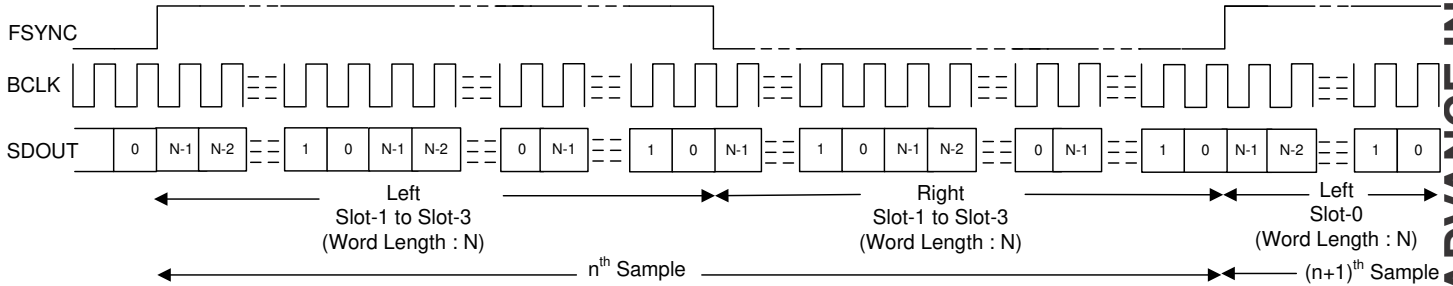 FSYNC
BCLK
SDOUT 0 N-1 N-2 1 0 N-1 N-2 0 N-1 1 0 N-1 1 0 N-1 N-2 0 N-1 1 0 N-1 N-2 1 0
Left Right Left
Slot-1 to Slot-3 Slot-1 to Slot-3 Slot-0
(Word Length : N) (Word Length : N) (Word Length : N)
nth Sample (n+1)th Sample